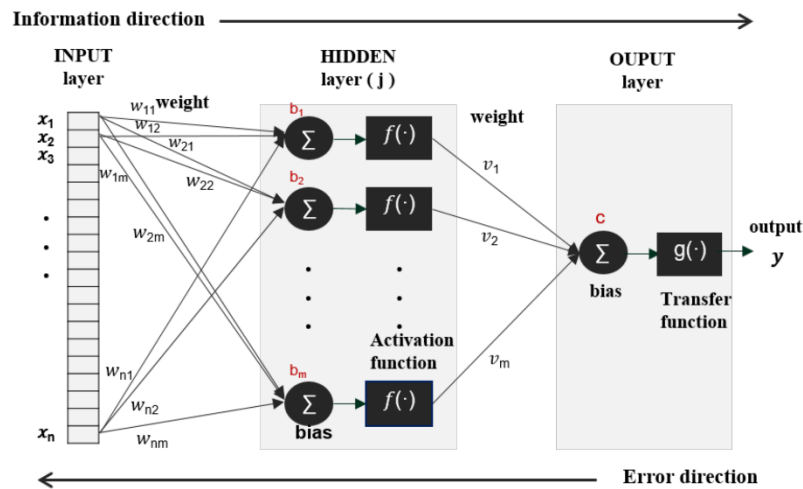 Information direction
INPUT
layer
HIDDEN
layer ( j )
OUPUT
layer
weight
weight
x₁
x₂
x₃
xₙ
w₁₁
w₁₂
w₂₁
w₂₂
w₁ₘ
w₂ₘ
wₙ₁
wₙ₂
wₙₘ
b₁
Σ
f(·)
b₂
Σ
f(·)
Activation
function
bₘ
Σ
f(·)
bias
v₁
v₂
vₘ
c
Σ
g(·)
bias
Transfer
function
output
y
Error direction